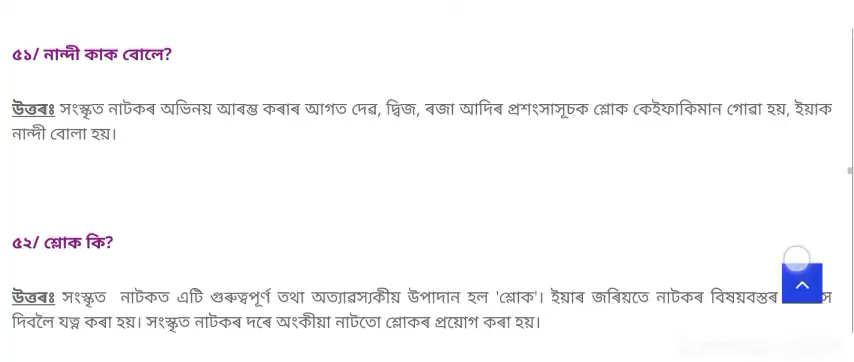 ৫১/ নান্দী কাক বোলে?
উত্তৰঃ সংস্কৃত নাটকৰ অভিনয় আৰম্ভ কৰাৰ আগত দেৱ, দ্বিজ, ৰজা আদিৰ প্ৰশংসাসূচক শ্লোক কেইফাকিমান গোৱা হয়, ইয়াক
নান্দী বোলা হয়।
৫২/ শ্লোক কি?
উত্তৰঃ সংস্কৃত নাটকত এটি গুৰুত্বপূৰ্ণ তথা অত্যাৱস্যকীয় উপাদান হল 'শ্লোক'। ইয়াৰ জৰিয়তে নাটকৰ বিষয়বস্তৰ
দিবলৈ যত্ন কৰা হয়। সংস্কৃত নাটকৰ দৰে অংকীয়া নাটতো শ্লোকৰ প্ৰয়োগ কৰা হয়।